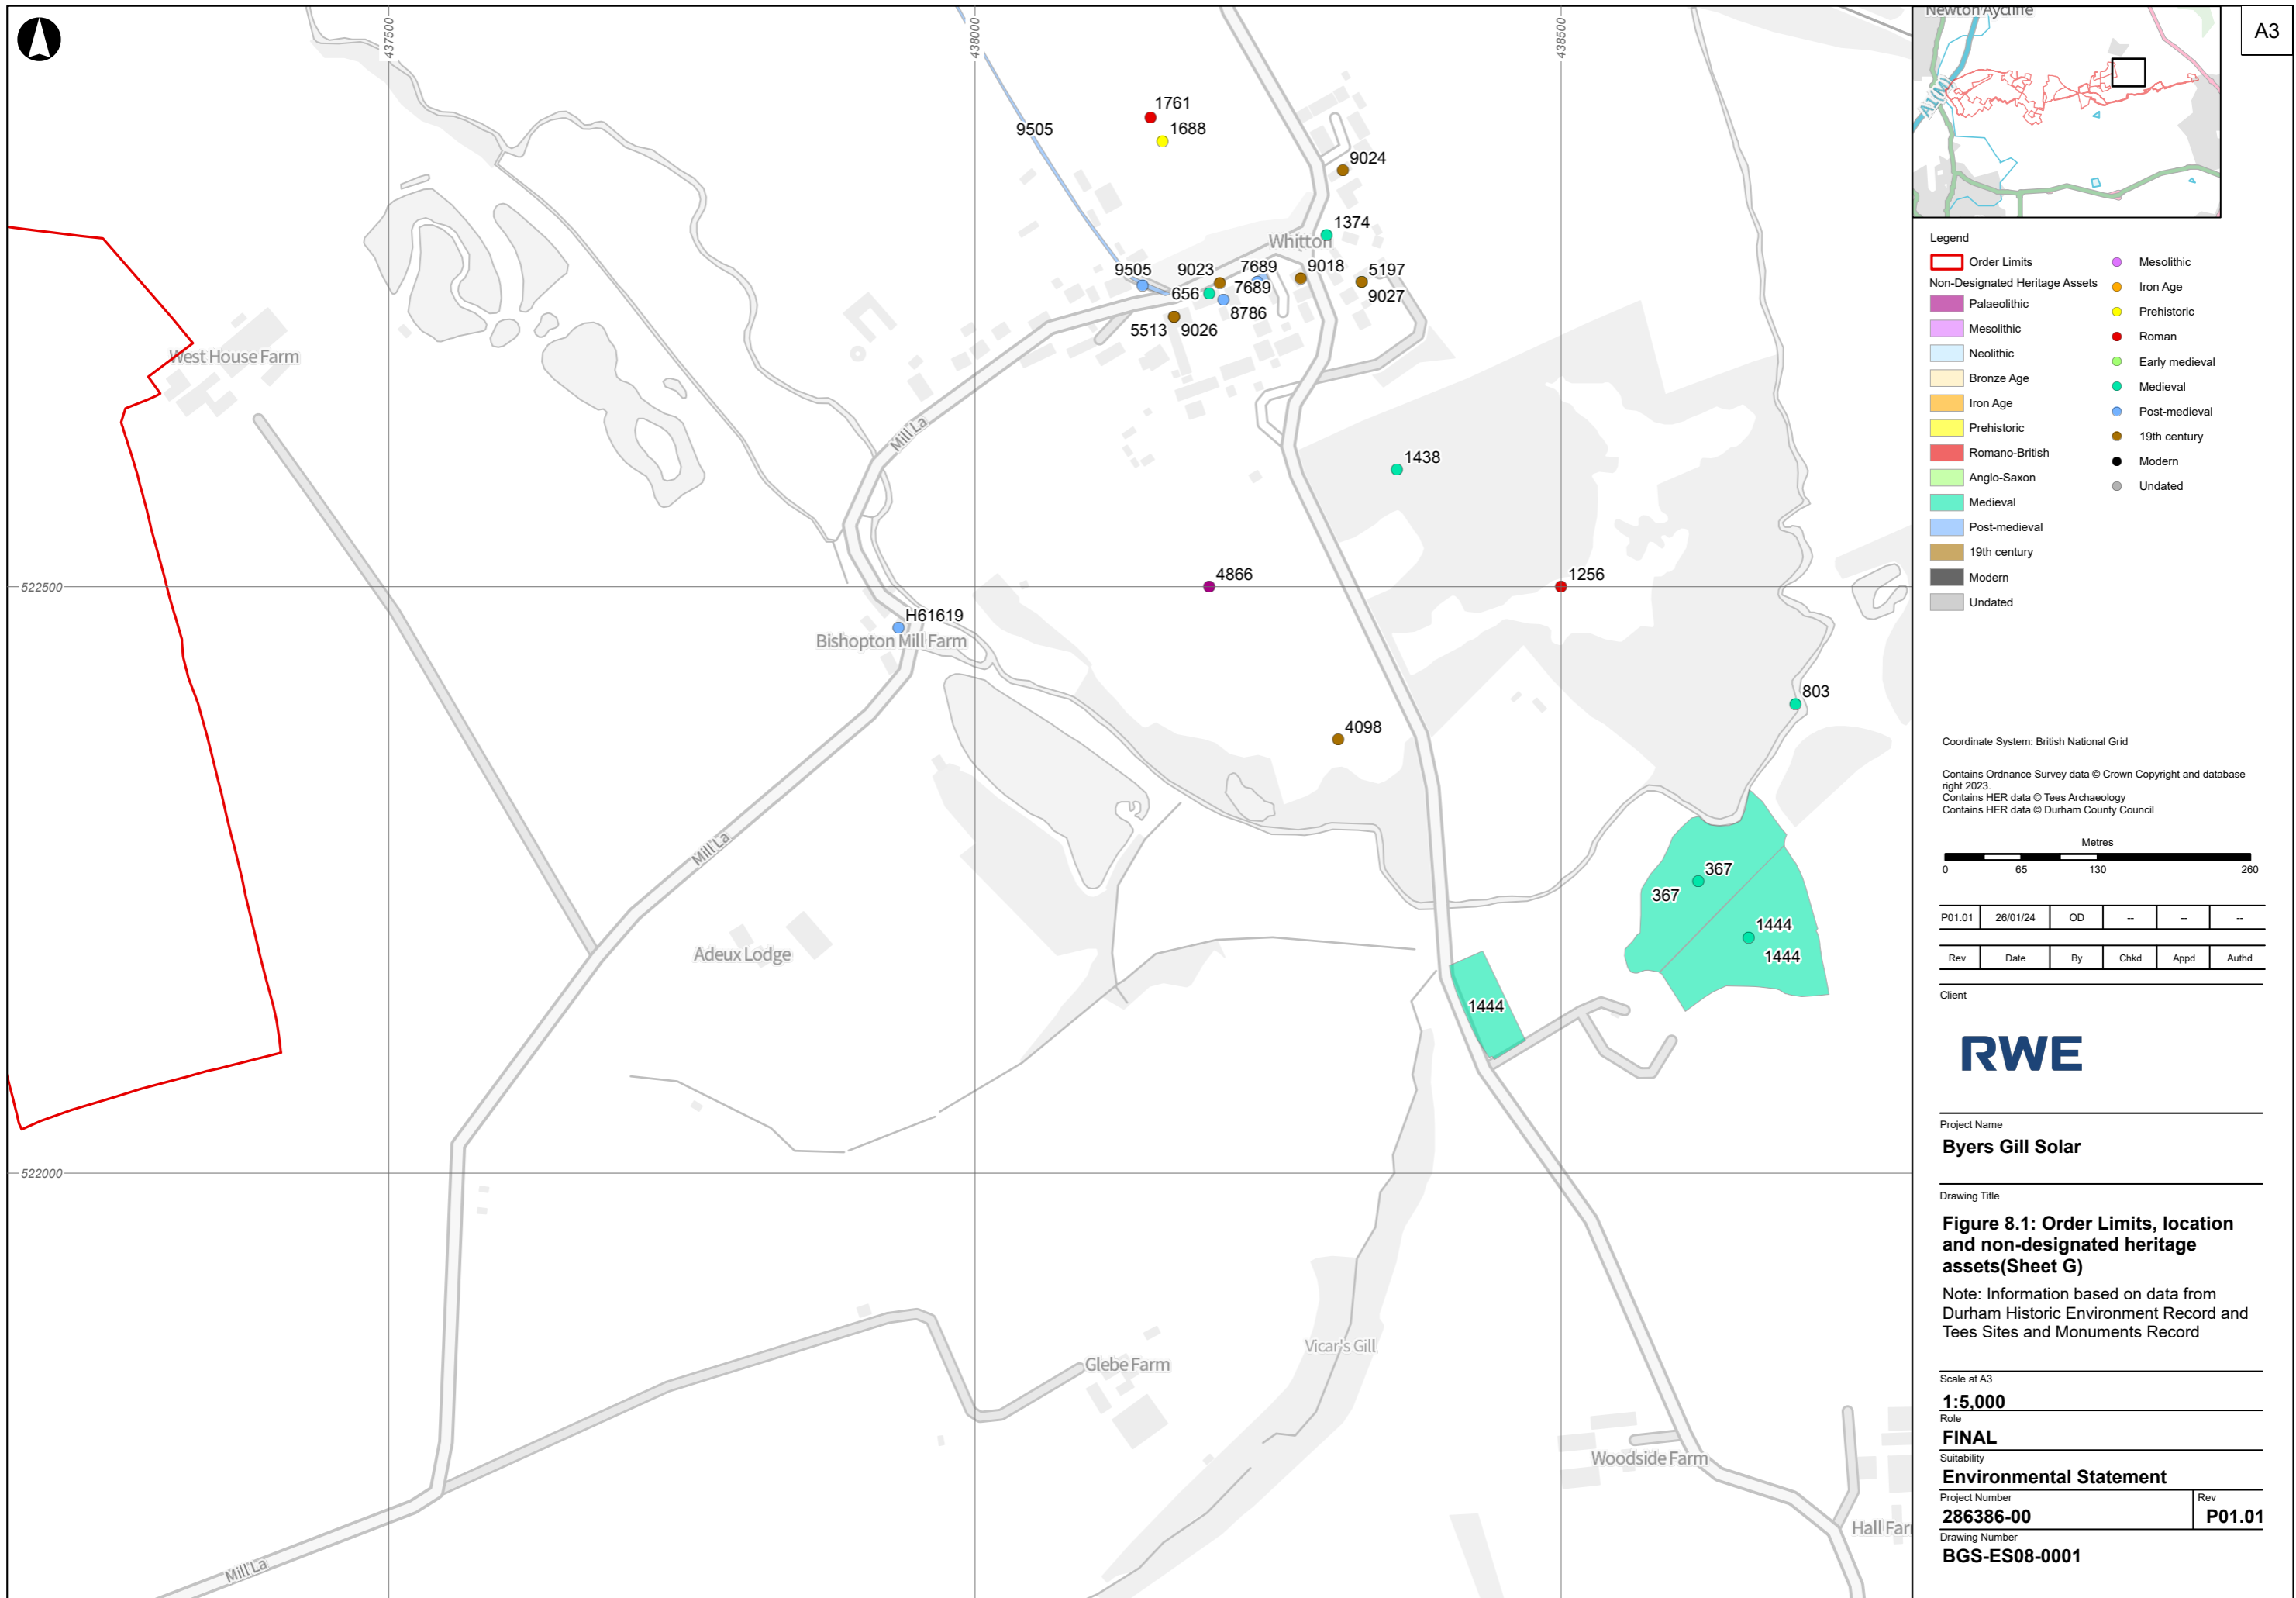 437500
438000
438500
1761
1688
9505
9024
1374
Whitton
9505
9023
7689
9018
5197
656
7689
9027
8786
5513
9026
West House Farm
Mill La
1438
522500
4866
1256
H61619
Bishopton Mill Farm
803
4098
Mill La
367
367
1444
1444
Adeux Lodge
1444
522000
Vicar's Gill
Glebe Farm
Woodside Farm
Hall Far
Mill La
Newton Aycliffe
A1(M)
A3
Legend
Order Limits
Non-Designated Heritage Assets
Palaeolithic
Mesolithic
Neolithic
Bronze Age
Iron Age
Prehistoric
Romano-British
Anglo-Saxon
Medieval
Post-medieval
19th century
Modern
Undated
Mesolithic
Iron Age
Prehistoric
Roman
Early medieval
Medieval
Post-medieval
19th century
Modern
Undated
Coordinate System: British National Grid
Contains Ordnance Survey data © Crown Copyright and database
right 2023.
Contains HER data © Tees Archaeology
Contains HER data © Durham County Council
Metres
0 65 130 260
P01.01 26/01/24 OD -- -- --
Rev Date By Chkd Appd Authd
Client
RWE
Project Name
Byers Gill Solar
Drawing Title
Figure 8.1: Order Limits, location
and non-designated heritage
assets(Sheet G)
Note: Information based on data from
Durham Historic Environment Record and
Tees Sites and Monuments Record
Scale at A3
1:5,000
Role
FINAL
Suitability
Environmental Statement
Project Number
286386-00
Rev
P01.01
Drawing Number
BGS-ES08-0001